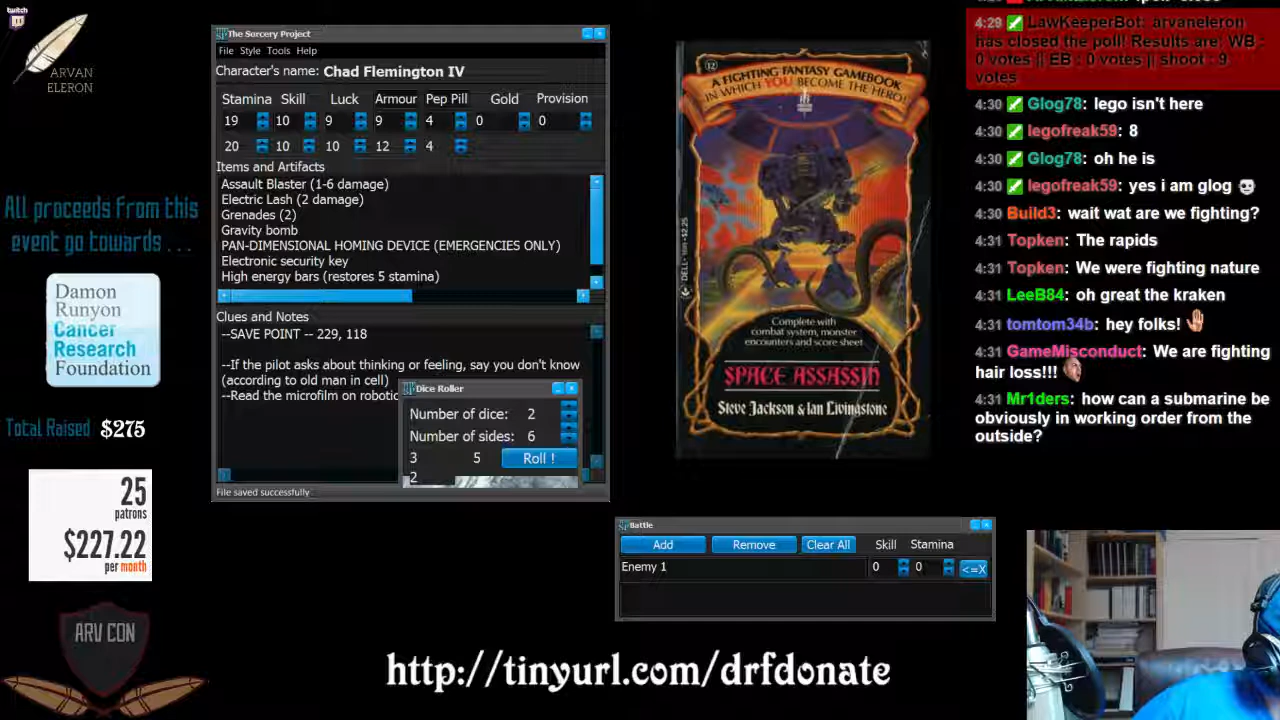 twitch
ARVAN
ELERON
All proceeds from this
event go towards . . .
Damon
Runyon
Cancer
Research
Foundation
Total Raised $275
25
patrons
$227.22
per month
ARV CON
The Sorcery Project
File Style Tools Help
Character's name: Chad Flemington IV
Stamina Skill Luck Armour Pep Pill Gold Provision
19 10 9 9 4 0 0
20 10 10 12 4
Items and Artifacts
Assault Blaster (1-6 damage)
Electric Lash (2 damage)
Grenades (2)
Gravity bomb
PAN-DIMENSIONAL HOMING DEVICE (EMERGENCIES ONLY)
Electronic security key
High energy bars (restores 5 stamina)
Clues and Notes
--SAVE POINT -- 229, 118
--If the pilot asks about thinking or feeling, say you don't know
(according to old man in cell)
--Read the microfilm on robotic
File saved successfully
Dice Roller
Number of dice: 2
Number of sides: 6
3 5 Roll !
2
12
A FIGHTING FANTASY GAMEBOOK
IN WHICH YOU BECOME THE HERO!
Complete with
combat system, monster
encounters and score sheet
SPACE ASSASSIN
Steve Jackson & Ian Livingstone
Battle
Add Remove Clear All Skill Stamina
Enemy 1 0 0 <=X
http://tinyurl.com/drfdonate
4:29 LawKeeperBot: arvaneleron
has closed the poll! Results are: WB :
0 votes || EB : 0 votes || shoot : 9
votes
4:30 Glog78: lego isn't here
4:30 legofreak59: 8
4:30 Glog78: oh he is
4:30 legofreak59: yes i am glog
4:30 Build3: wait wat are we fighting?
4:31 Topken: The rapids
4:31 Topken: We were fighting nature
4:31 LeeB84: oh great the kraken
4:31 tomtom34b: hey folks!
4:31 GameMisconduct: We are fighting
hair loss!!!
4:31 Mr1ders: how can a submarine be
obviously in working order from the
outside?